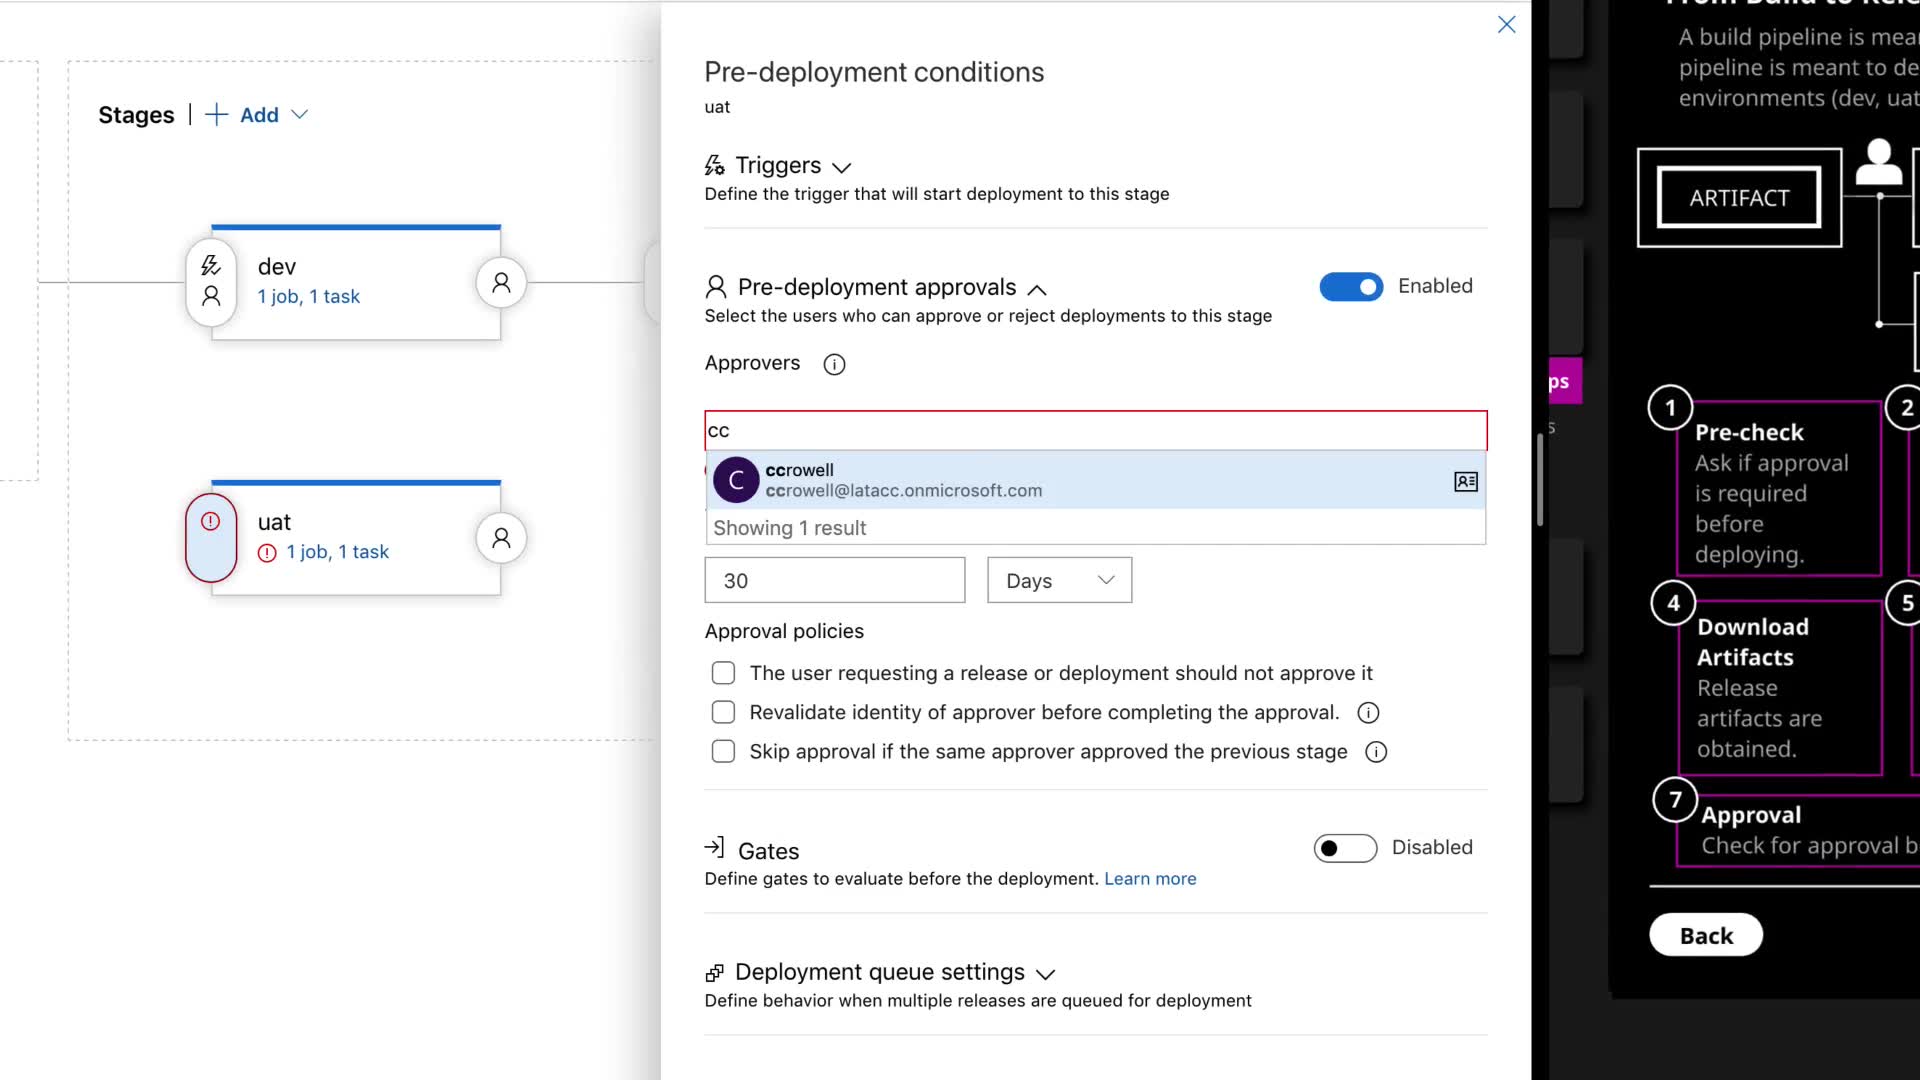 Stages | + Add
dev
1 job, 1 task
uat
1 job, 1 task
Pre-deployment conditions
uat
Triggers
Define the trigger that will start deployment to this stage
Pre-deployment approvals
Enabled
Select the users who can approve or reject deployments to this stage
Approvers
cc
C
ccrowell
ccrowell@latacc.onmicrosoft.com
Showing 1 result
30
Days
Approval policies
The user requesting a release or deployment should not approve it
Revalidate identity of approver before completing the approval.
Skip approval if the same approver approved the previous stage
Gates
Disabled
Define gates to evaluate before the deployment. Learn more
Deployment queue settings
Define behavior when multiple releases are queued for deployment
ps
s
A build pipeline is
pipeline is meant to
environments (dev, uat
ARTIFACT
1
Pre-check
Ask if approval
is required
before
deploying.
2
4
Download
Artifacts
Release
artifacts are
obtained.
5
7
Approval
Check for approval
Back